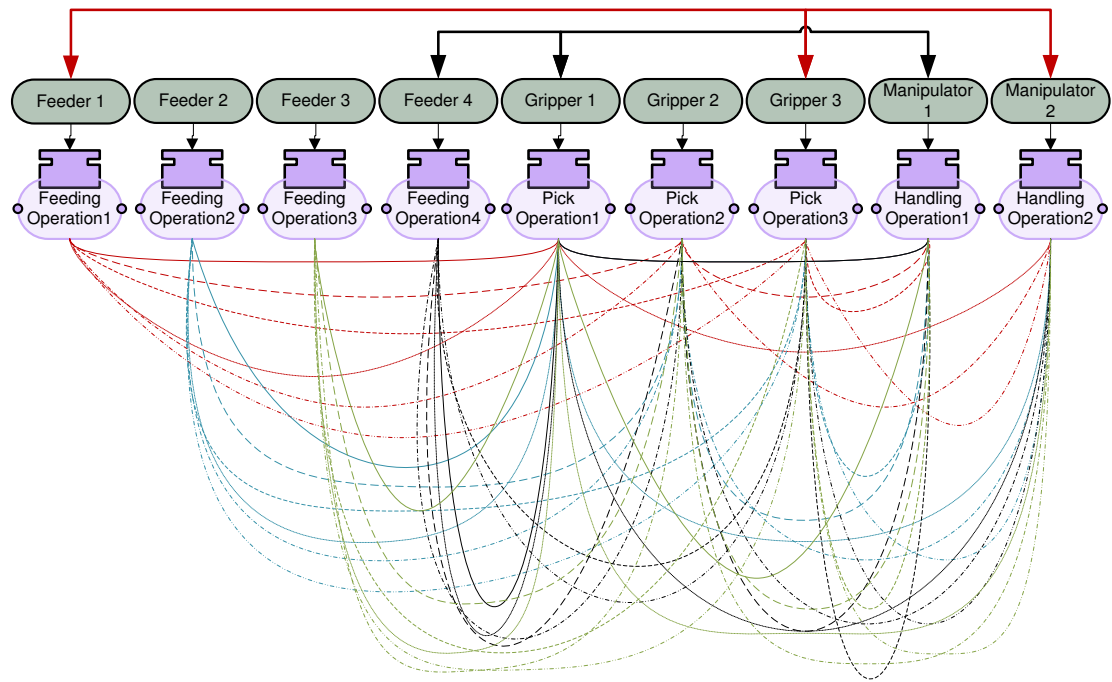 Feeder 1
Feeder 2
Feeder 3
Feeder 4
Gripper 1
Gripper 2
Gripper 3
Manipulator
1
Manipulator
2
Feeding
Operation1
Feeding
Operation2
Feeding
Operation3
Feeding
Operation4
Pick
Operation1
Pick
Operation2
Pick
Operation3
Handling
Operation1
Handling
Operation2